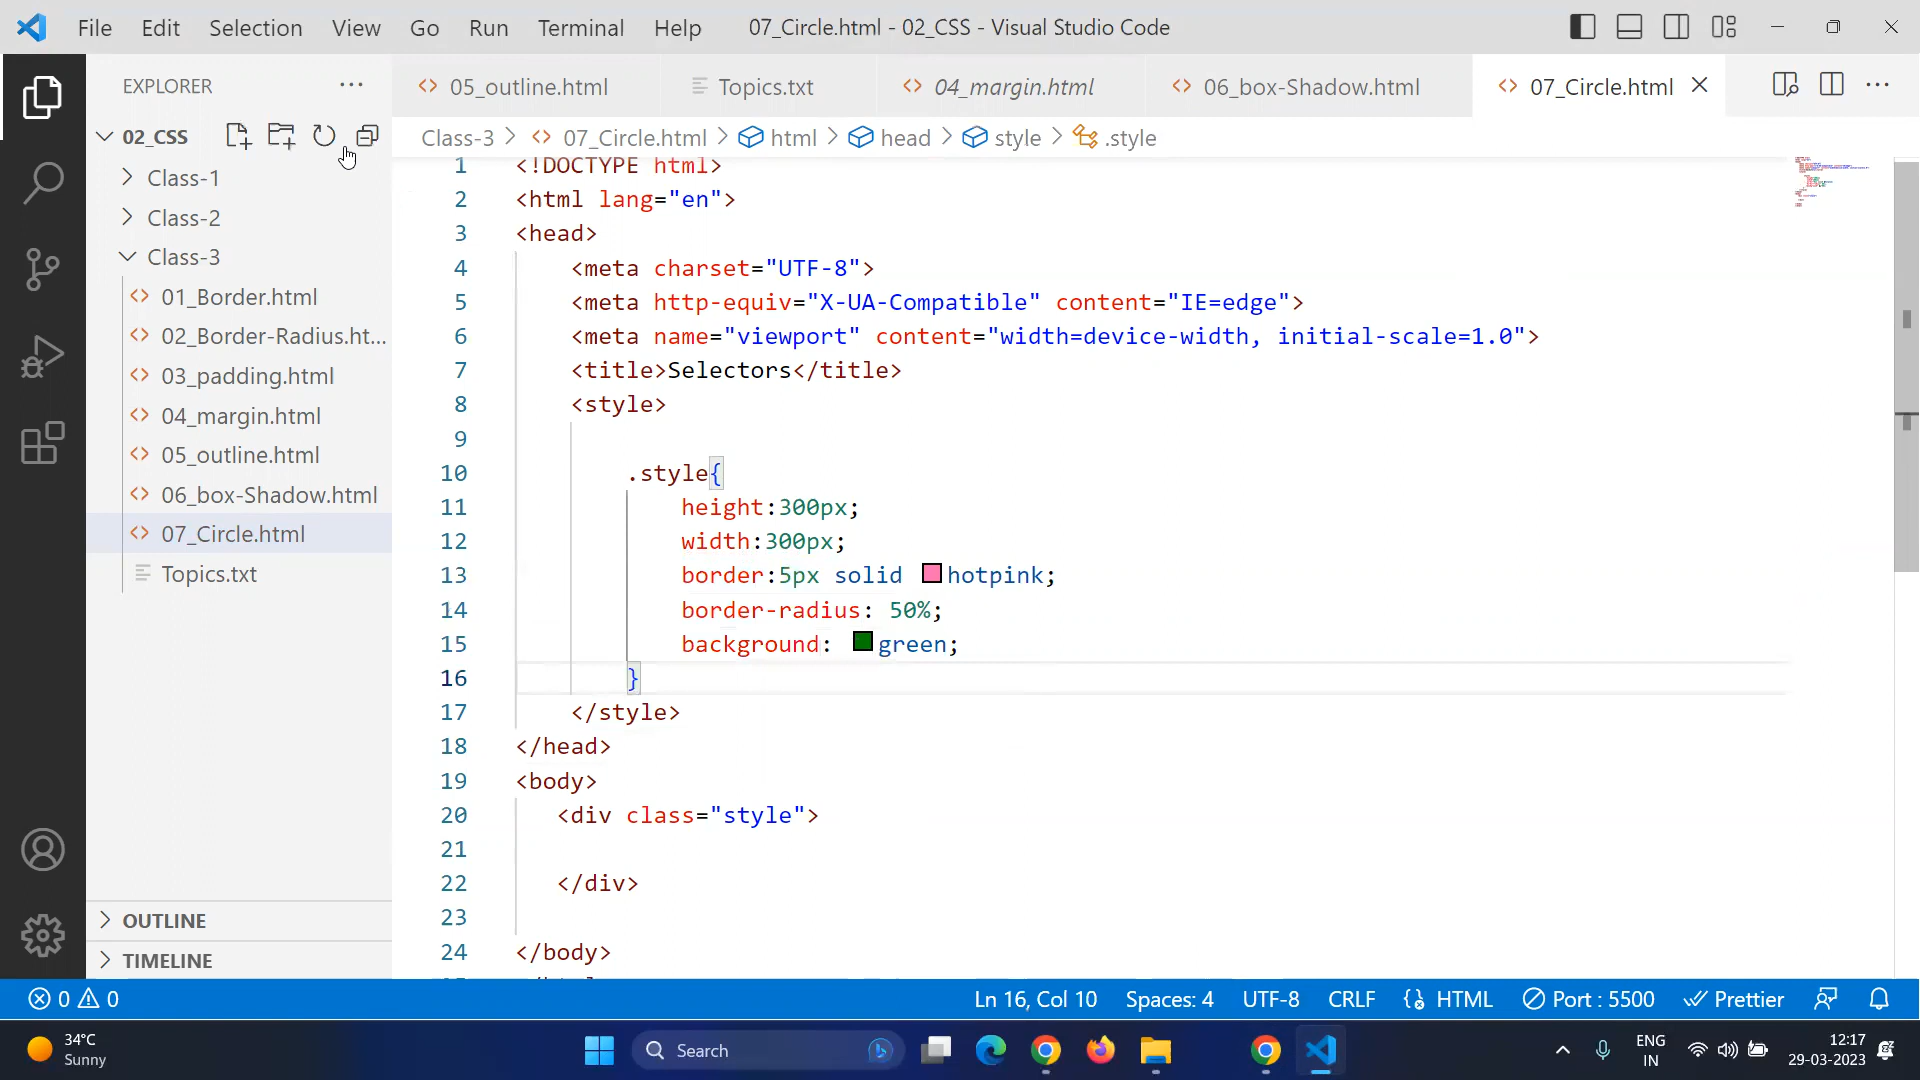 File Edit Selection View Go Run Terminal Help 07_Circle.html - 02_CSS - Visual Studio Code
EXPLORER
05_outline.html Topics.txt 04_margin.html 06_box-Shadow.html 07_Circle.html
02_CSS
Class-3 > 07_Circle.html > html > head > style > .style
Class-1
Class-2
Class-3
01_Border.html
02_Border-Radius.ht...
03_padding.html
04_margin.html
05_outline.html
06_box-Shadow.html
07_Circle.html
Topics.txt
OUTLINE
TIMELINE
1 <!DOCTYPE html>
2 <html lang="en">
3 <head>
4 <meta charset="UTF-8">
5 <meta http-equiv="X-UA-Compatible" content="IE=edge">
6 <meta name="viewport" content="width=device-width, initial-scale=1.0">
7 <title>Selectors</title>
8 <style>
9
10 .style{
11 height:300px;
12 width:300px;
13 border:5px solid hotpink;
14 border-radius: 50%;
15 background: green;
16 }
17 </style>
18 </head>
19 <body>
20 <div class="style">
21
22 </div>
23
24 </body>
0 0 Ln 16, Col 10 Spaces: 4 UTF-8 CRLF HTML Port : 5500 Prettier
34°C
Sunny
Search
ENG
IN
12:17
29-03-2023